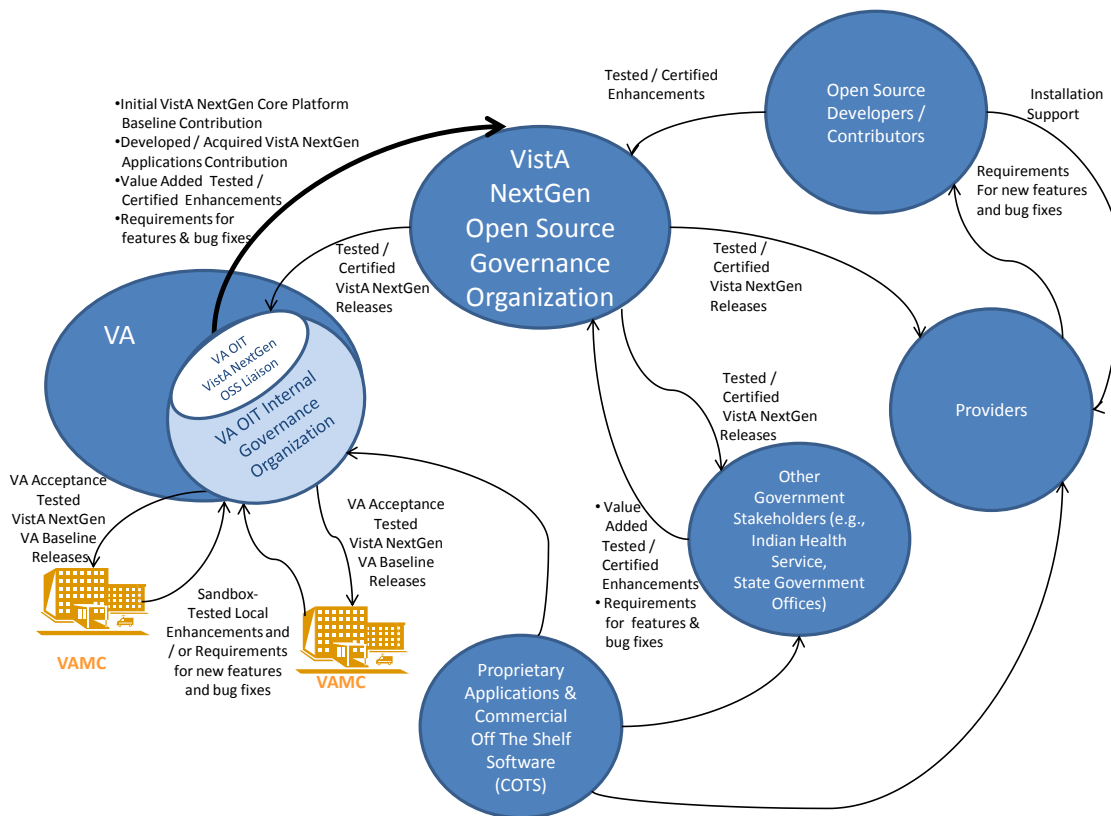 •Initial VistA NextGen Core Platform
Baseline Contribution
•Developed / Acquired VistA NextGen
Applications Contribution
•Value Added Tested /
Certified Enhancements
•Requirements for
features & bug fixes
Tested / Certified
Enhancements
Open Source
Developers /
Contributors
Installation
Support
VistA
NextGen
Open Source
Governance
Organization
Requirements
For new features
and bug fixes
Tested /
Certified
VistA NextGen
Releases
Tested /
Certified
Vista NextGen
Releases
VA
VA OIT
VistA NextGen
OSS Liaison
VA OIT Internal
Governance
Organization
Tested /
Certified
VistA NextGen
Releases
Providers
VA Acceptance
Tested
VistA NextGen
VA Baseline
Releases
VA Acceptance
Tested
VistA NextGen
VA Baseline
Releases
Other
Government
Stakeholders (e.g.,
Indian Health
Service,
State Government
Offices)
• Value
Added
Tested /
Certified
Enhancements
• Requirements
for features &
bug fixes
Sandbox-
Tested Local
Enhancements and
/ or Requirements
for new features
and bug fixes
VAMC
VAMC
Proprietary
Applications &
Commercial
Off The Shelf
Software
(COTS)